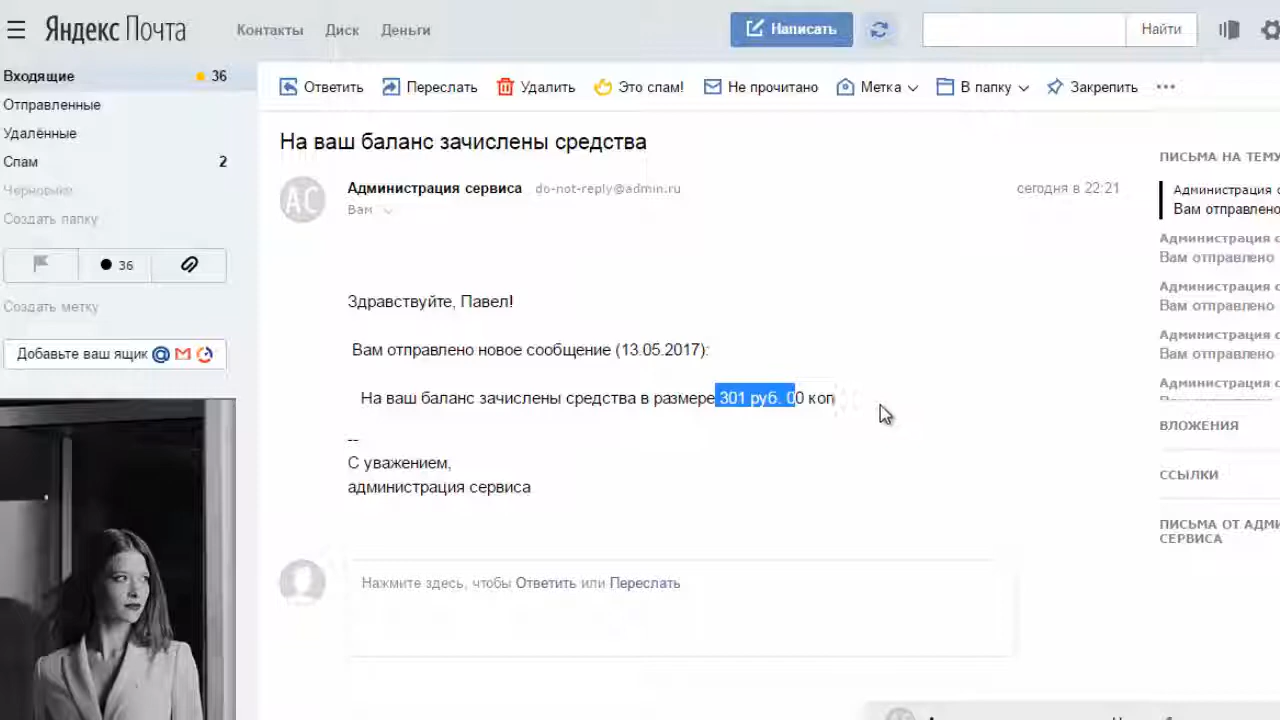 Яндекс Почта
Контакты Диск Деньги
Написать
Найти
Входящие 36
Отправленные
Удалённые
Спам 2
Черновики
Создать папку
36
Создать метку
Добавьте ваш ящик
Ответить Переслать Удалить Это спам! Не прочитано Метка В папку Закрепить
На ваш баланс зачислены средства
АС
Администрация сервиса do-not-reply@admin.ru
сегодня в 22:21
Вам
Здравствуйте, Павел!
Вам отправлено новое сообщение (13.05.2017):
На ваш баланс зачислены средства в размере 301 руб. 00 коп
--
С уважением,
администрация сервиса
Нажмите здесь, чтобы Ответить или Переслать
ПИСЬМА НА ТЕМУ
Администрация с
Вам отправлено
Администрация с
Вам отправлено
Администрация с
Вам отправлено
Администрация с
Вам отправлено
Администрация с
ВЛОЖЕНИЯ
ССЫЛКИ
ПИСЬМА ОТ АДМИ
СЕРВИСА